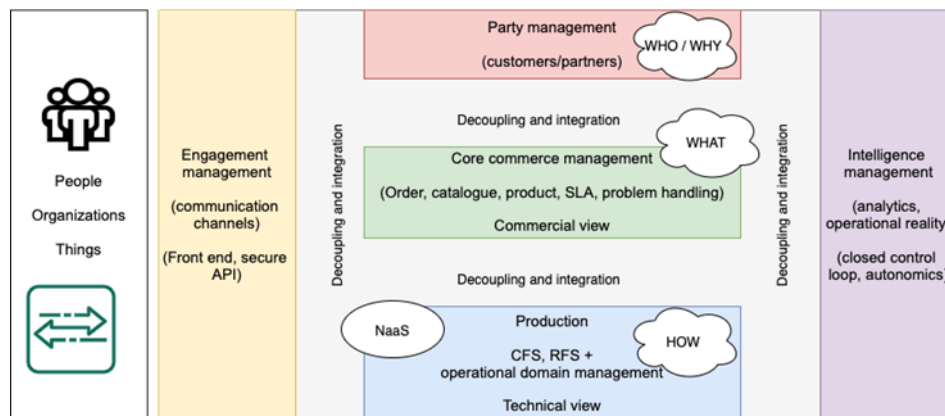 People
Organizations
Things
Engagement
management
(communication
channels)
(Front end, secure
API)
Decoupling and integration
Party management
(customers/partners)
WHO / WHY
Decoupling and integration
WHAT
Core commerce management
(Order, catalogue, product, SLA, problem handling)
Commercial view
Decoupling and integration
NaaS
Production
HOW
CFS, RFS +
operational domain management
Technical view
Decoupling and integration
Intelligence
management
(analytics,
operational reality)
(closed control
loop, autonomics)